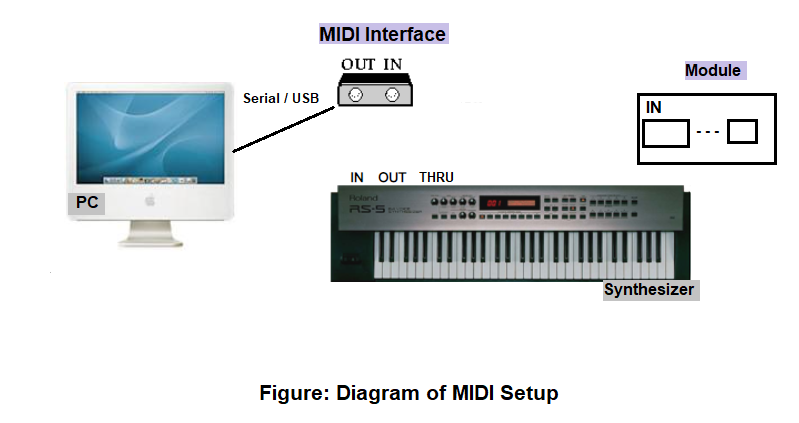 MIDI Interface
OUT IN
Module
Serial / USB
IN
- - -
IN OUT THRU
PC
Roland
RS-5
001
Synthesizer
Figure: Diagram of MIDI Setup